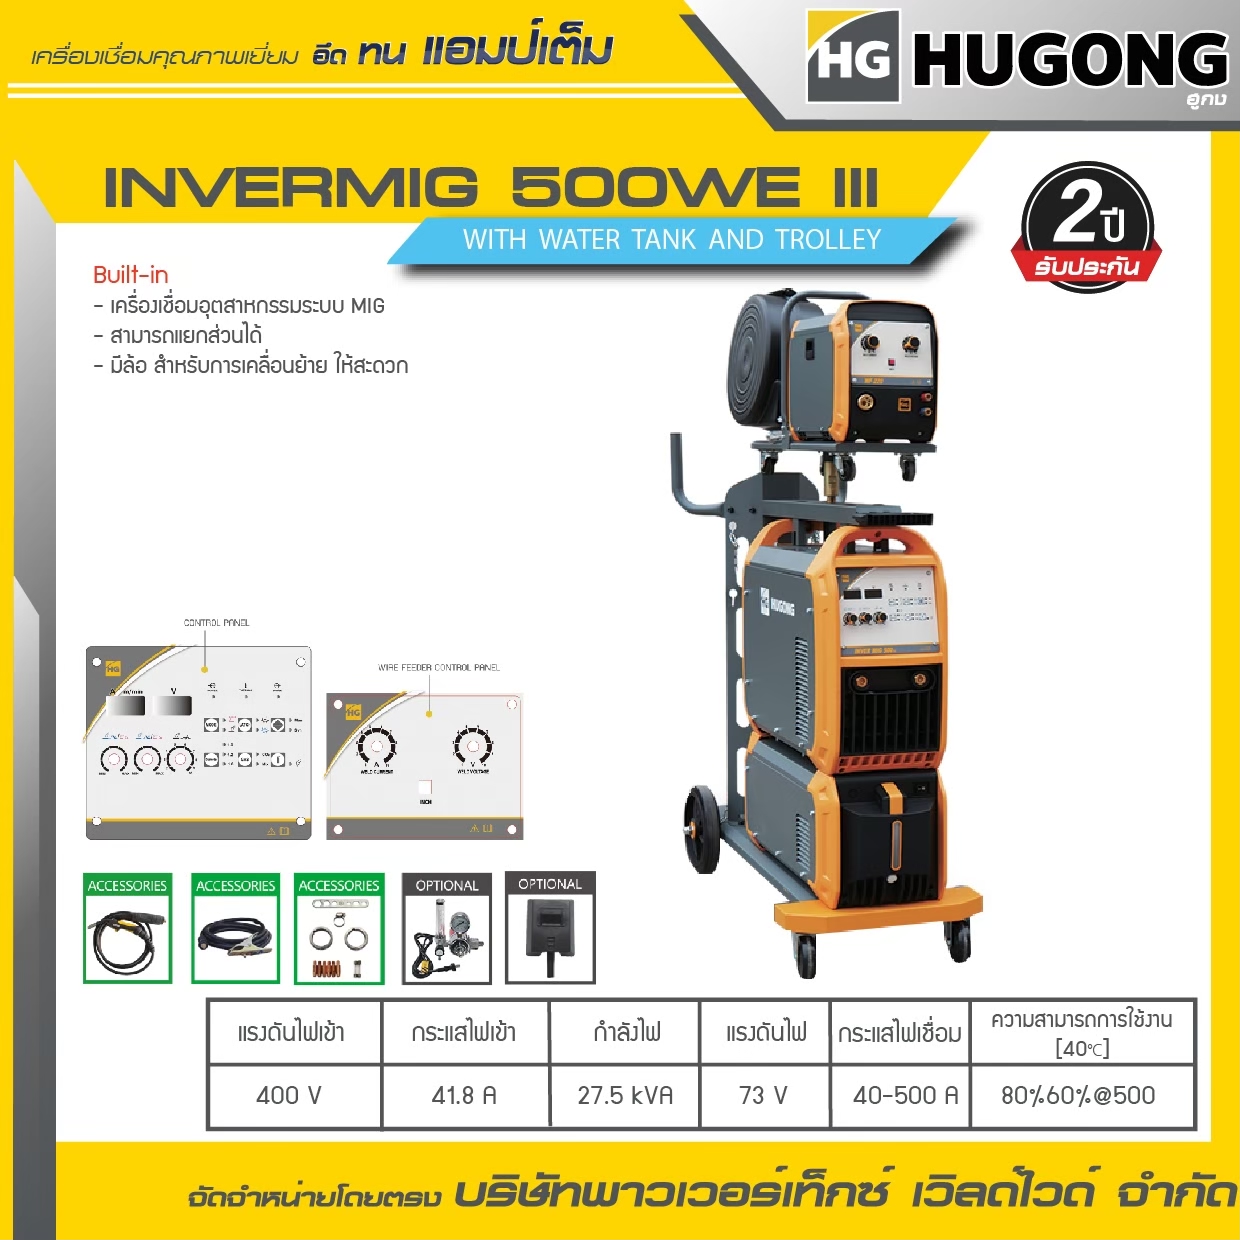 เครื่องเชื่อมคุณภาพเยี่ยม อึด ทน แอมป์เต็ม
HG HUGONG
ฮูกง
INVERMIG 500WE III
WITH WATER TANK AND TROLLEY
2 ปี
รับประกัน
Built-in
- เครื่องเชื่อมอุตสาหกรรมระบบ MIG
- สามารถแยกส่วนได้
- มีล้อ สำหรับการเคลื่อนย้าย ให้สะดวก
HG HUGONG
CONTROL PANEL
HG
V
WIRE FEEDER CONTROL PANEL
HG
A
V
WELD CURRENT
WELD VOLTAGE
INCH
ACCESSORIES
ACCESSORIES
ACCESSORIES
OPTIONAL
OPTIONAL
แรงดันไฟเข้า กระแสไฟเข้า กำลังไฟ แรงดันไฟ กระแสไฟเชื่อม ความสามารถการใช้งาน [40℃]
400 V 41.8 A 27.5 kVA 73 V 40-500 A 80%60%@500
จัดจำหน่ายโดยตรง บริษัทพาวเวอร์เท็กซ์ เวิลด์ไวด์ จำกัด